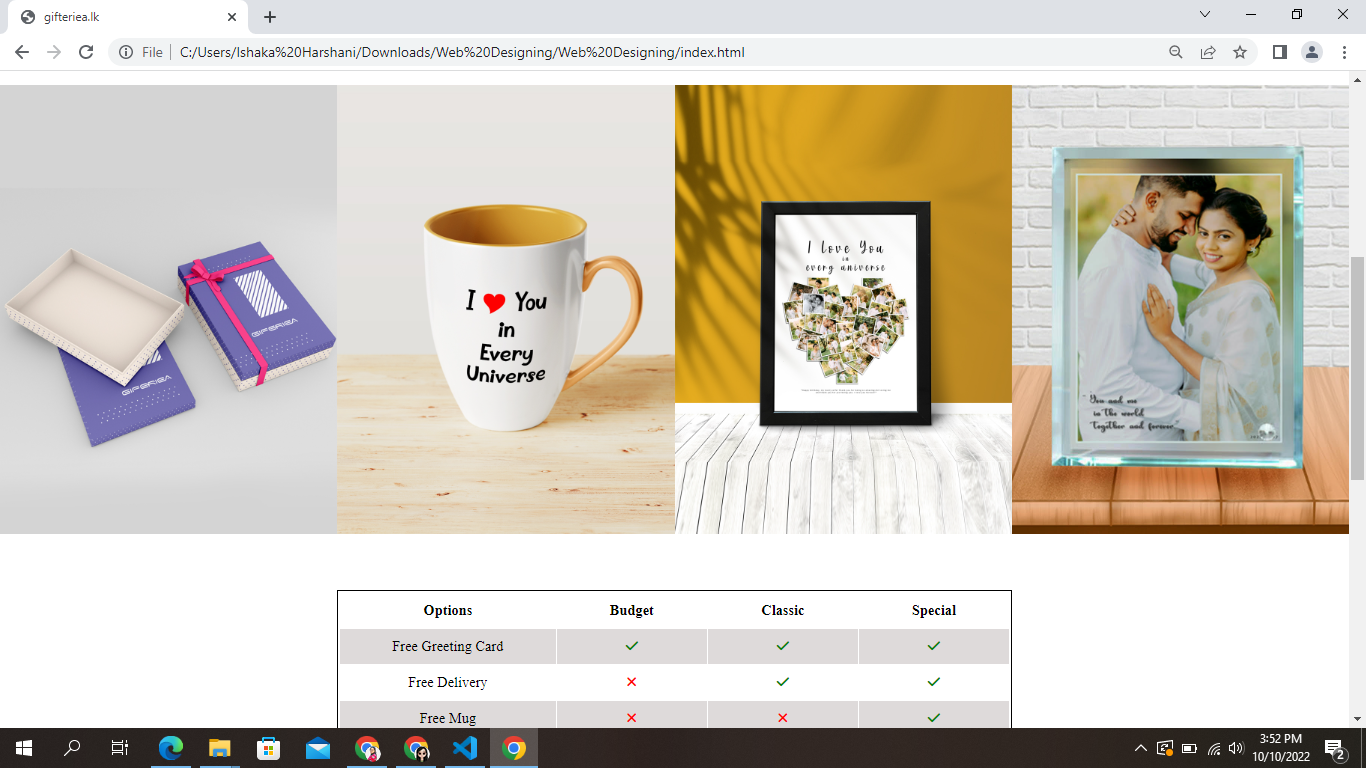 gifteriea.lk
File
C:/Users/Ishaka%20Harshani/Downloads/Web%20Designing/Web%20Designing/index.html
GIFERIEA
GIFERIEA
I ❤ You
in
Every
Universe
I Love You
in
every universe
You and me
in the world
Together and forever
Options Budget Classic Special
Free Greeting Card ✓ ✓ ✓
Free Delivery ✕ ✓ ✓
Free Mug ✕ ✕ ✓
3:52 PM
10/10/2022
2